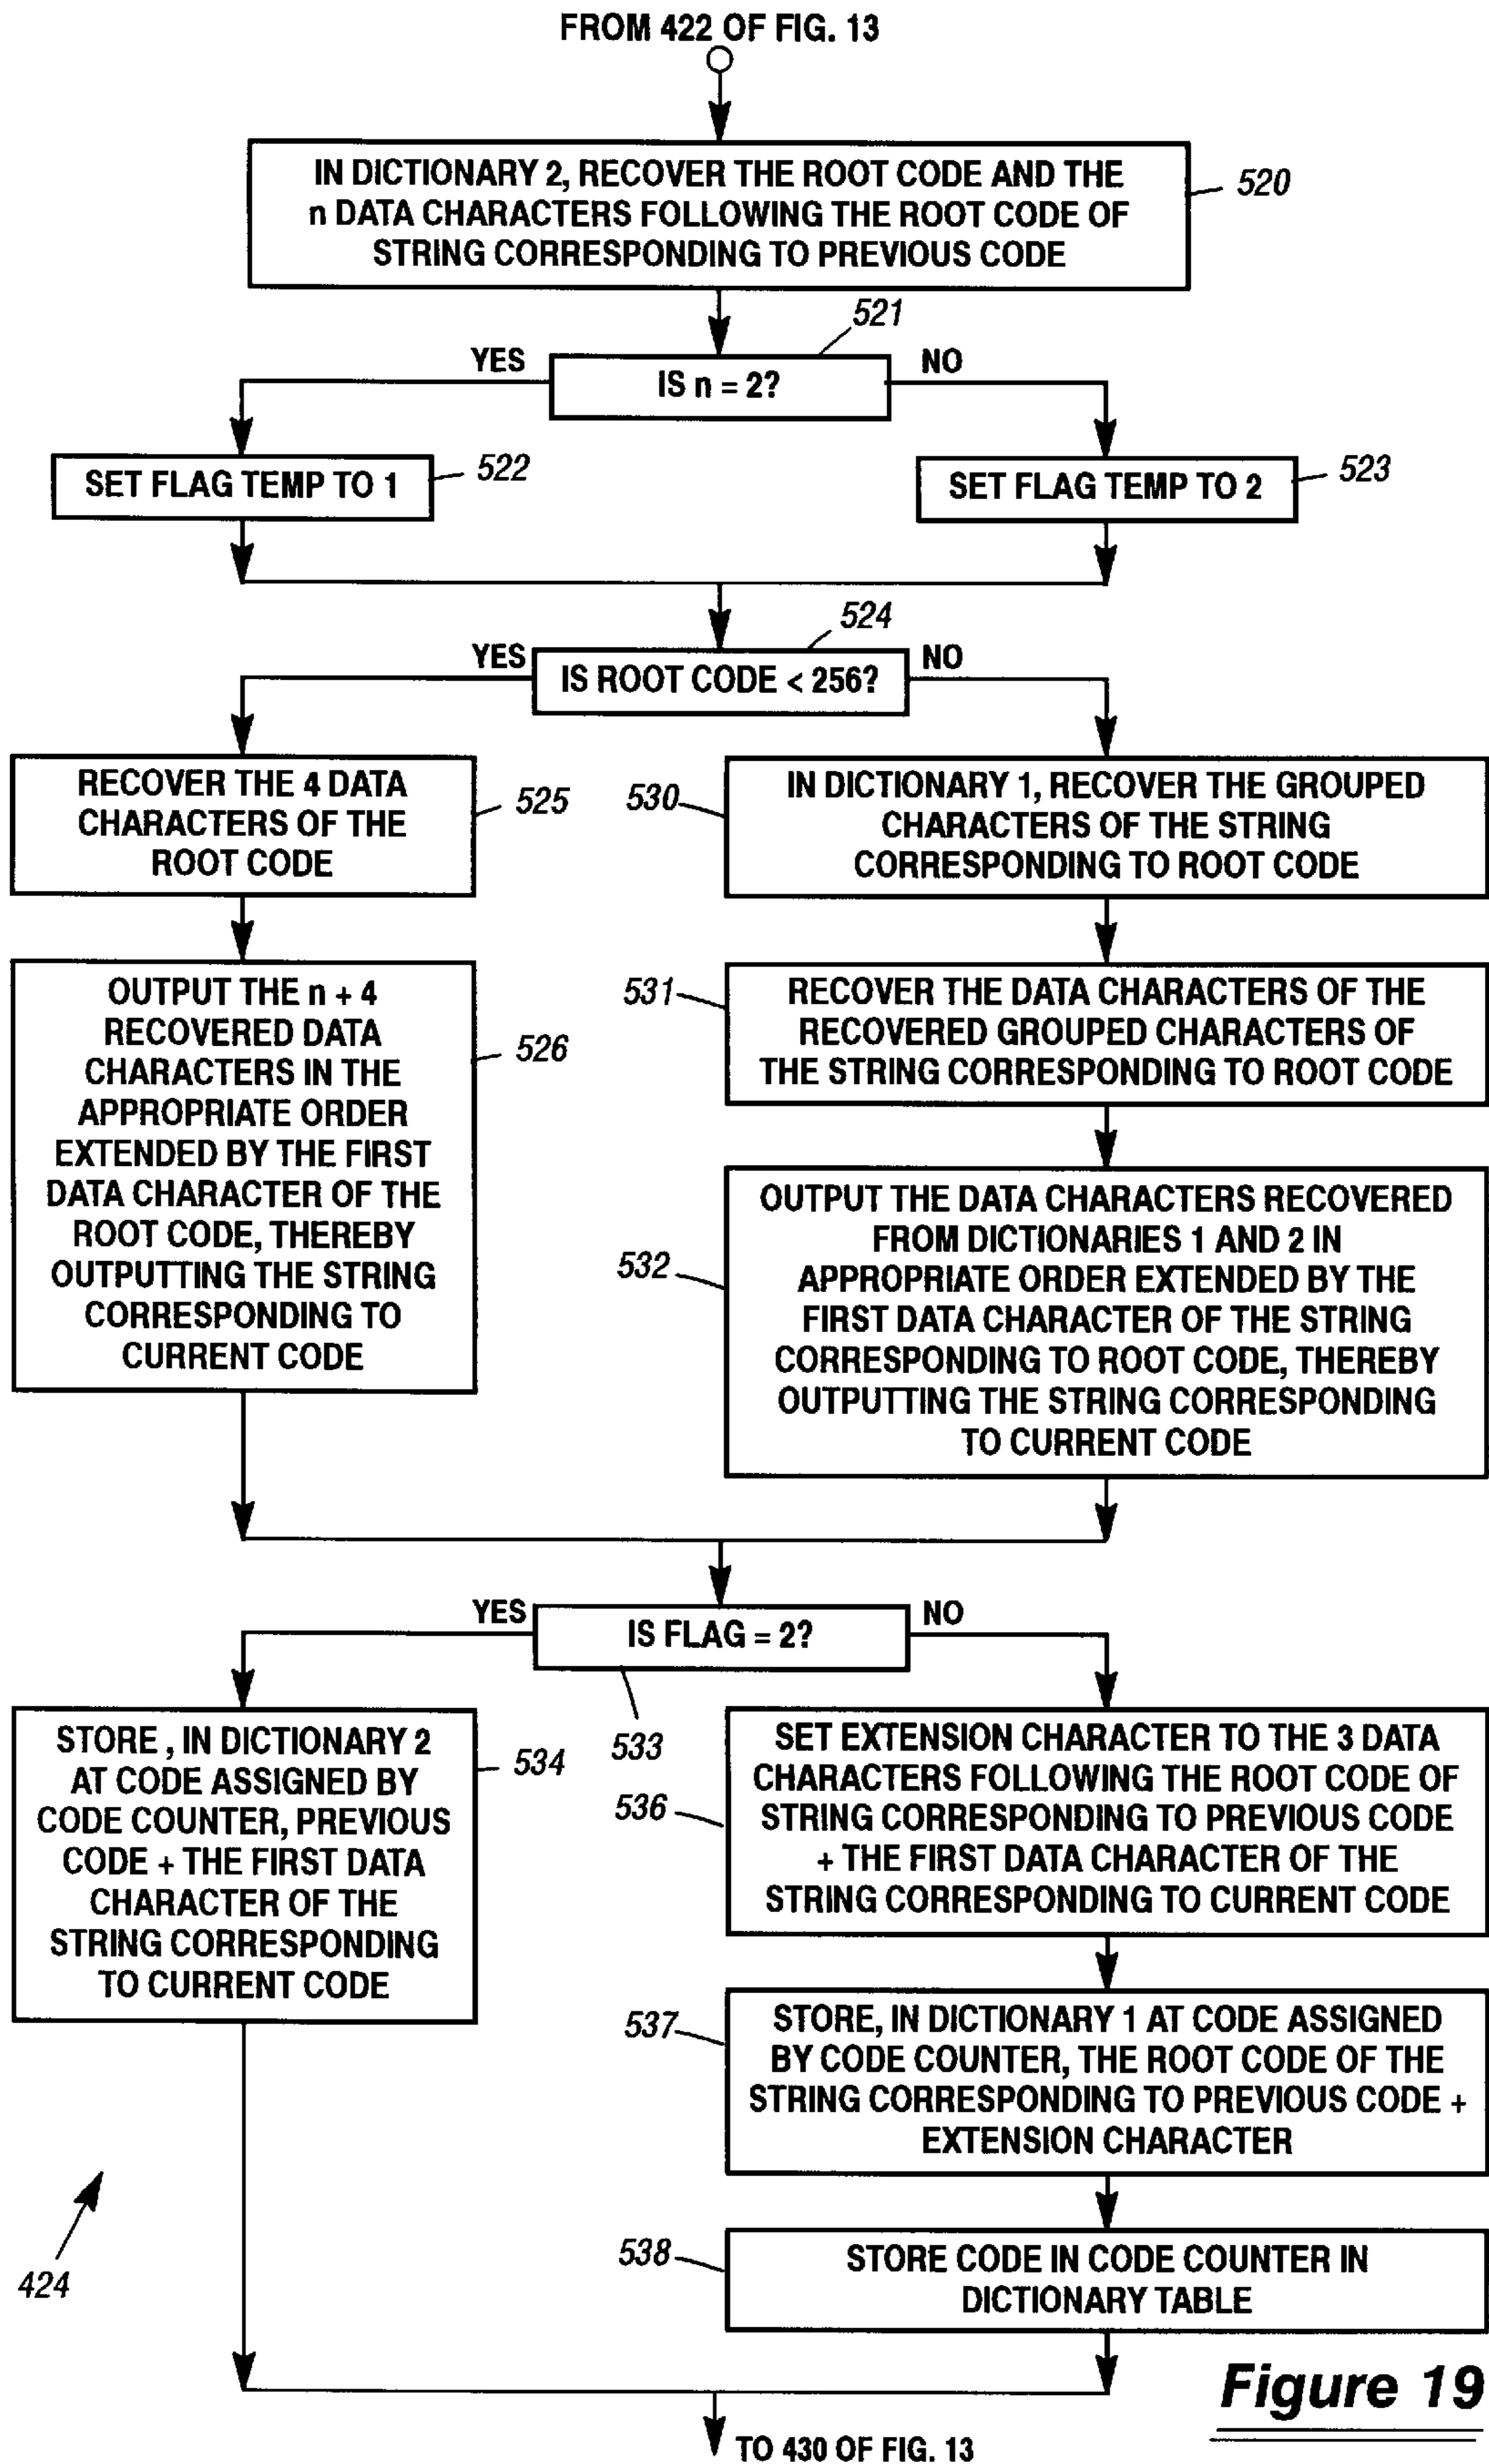 FROM 422 OF FIG. 13
IN DICTIONARY 2, RECOVER THE ROOT CODE AND THE
n DATA CHARACTERS FOLLOWING THE ROOT CODE OF
STRING CORRESPONDING TO PREVIOUS CODE
520
521
YES
IS n = 2?
NO
SET FLAG TEMP TO 1
522
SET FLAG TEMP TO 2
523
524
YES
IS ROOT CODE < 256?
NO
RECOVER THE 4 DATA
CHARACTERS OF THE
ROOT CODE
525
530
IN DICTIONARY 1, RECOVER THE GROUPED
CHARACTERS OF THE STRING
CORRESPONDING TO ROOT CODE
OUTPUT THE n + 4
RECOVERED DATA
CHARACTERS IN THE
APPROPRIATE ORDER
EXTENDED BY THE FIRST
DATA CHARACTER OF THE
ROOT CODE, THEREBY
OUTPUTTING THE STRING
CORRESPONDING TO
CURRENT CODE
526
531
RECOVER THE DATA CHARACTERS OF THE
RECOVERED GROUPED CHARACTERS OF
THE STRING CORRESPONDING TO ROOT CODE
532
OUTPUT THE DATA CHARACTERS RECOVERED
FROM DICTIONARIES 1 AND 2 IN
APPROPRIATE ORDER EXTENDED BY THE
FIRST DATA CHARACTER OF THE STRING
CORRESPONDING TO ROOT CODE, THEREBY
OUTPUTTING THE STRING CORRESPONDING
TO CURRENT CODE
YES
IS FLAG = 2?
NO
533
STORE , IN DICTIONARY 2
AT CODE ASSIGNED BY
CODE COUNTER, PREVIOUS
CODE + THE FIRST DATA
CHARACTER OF THE
STRING CORRESPONDING
TO CURRENT CODE
534
536
SET EXTENSION CHARACTER TO THE 3 DATA
CHARACTERS FOLLOWING THE ROOT CODE OF
STRING CORRESPONDING TO PREVIOUS CODE
+ THE FIRST DATA CHARACTER OF THE
STRING CORRESPONDING TO CURRENT CODE
537
STORE, IN DICTIONARY 1 AT CODE ASSIGNED
BY CODE COUNTER, THE ROOT CODE OF THE
STRING CORRESPONDING TO PREVIOUS CODE +
EXTENSION CHARACTER
538
STORE CODE IN CODE COUNTER IN
DICTIONARY TABLE
424
Figure 19
TO 430 OF FIG. 13